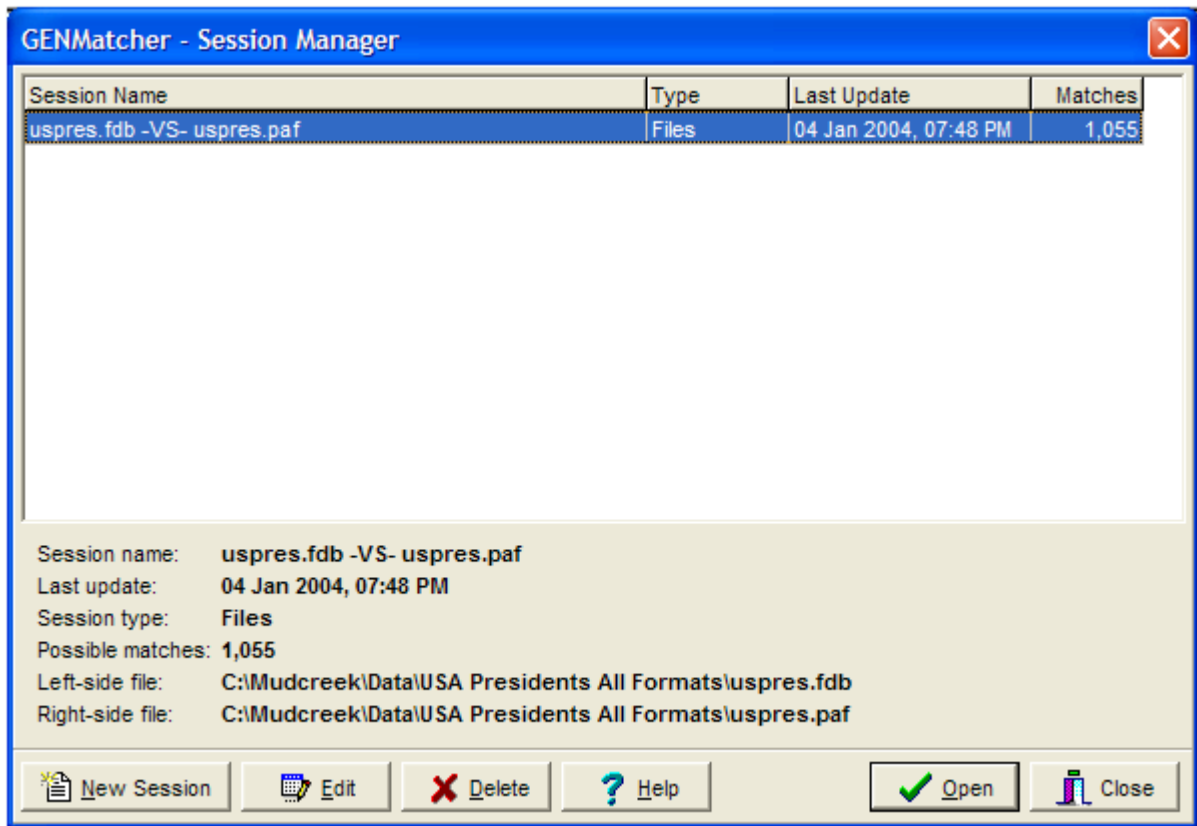 GENMatcher - Session Manager
Session Name Type Last Update Matches
uspres.fdb -VS- uspres.paf Files 04 Jan 2004, 07:48 PM 1,055
Session name: uspres.fdb -VS- uspres.paf
Last update: 04 Jan 2004, 07:48 PM
Session type: Files
Possible matches: 1,055
Left-side file: C:\Mudcreek\Data\USA Presidents All Formats\uspres.fdb
Right-side file: C:\Mudcreek\Data\USA Presidents All Formats\uspres.paf
New Session Edit Delete Help Open Close